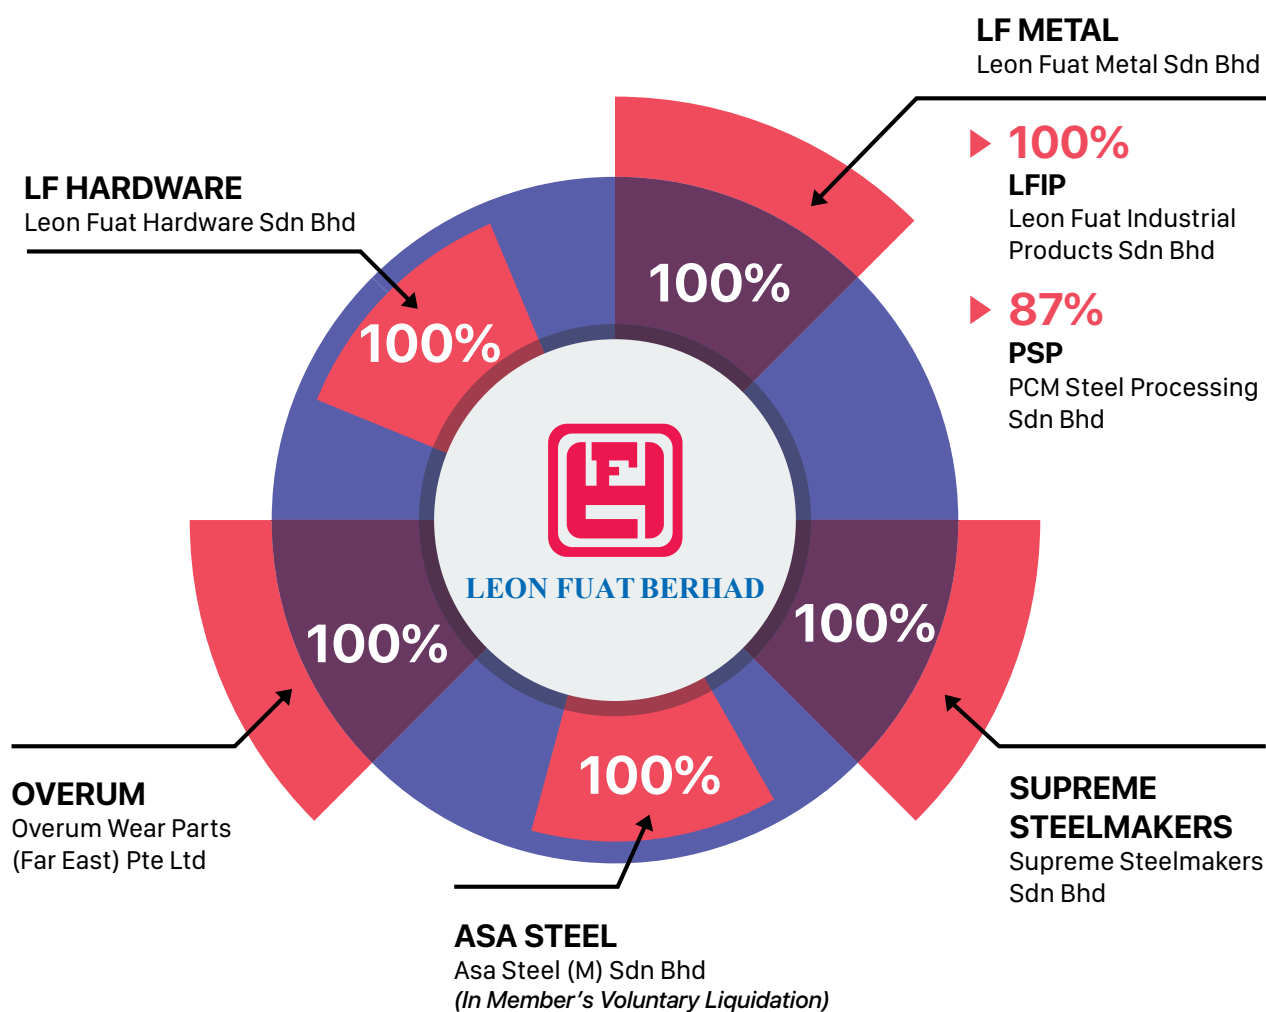 LF METAL
Leon Fuat Metal Sdn Bhd
100%
LFIP
Leon Fuat Industrial
Products Sdn Bhd
87%
PSP
PCM Steel Processing
Sdn Bhd
100%
LF HARDWARE
Leon Fuat Hardware Sdn Bhd
100%
LF
LEON FUAT BERHAD
100%
OVERUM
Overum Wear Parts
(Far East) Pte Ltd
100%
SUPREME
STEELMAKERS
Supreme Steelmakers
Sdn Bhd
100%
ASA STEEL
Asa Steel (M) Sdn Bhd
(In Member's Voluntary Liquidation)